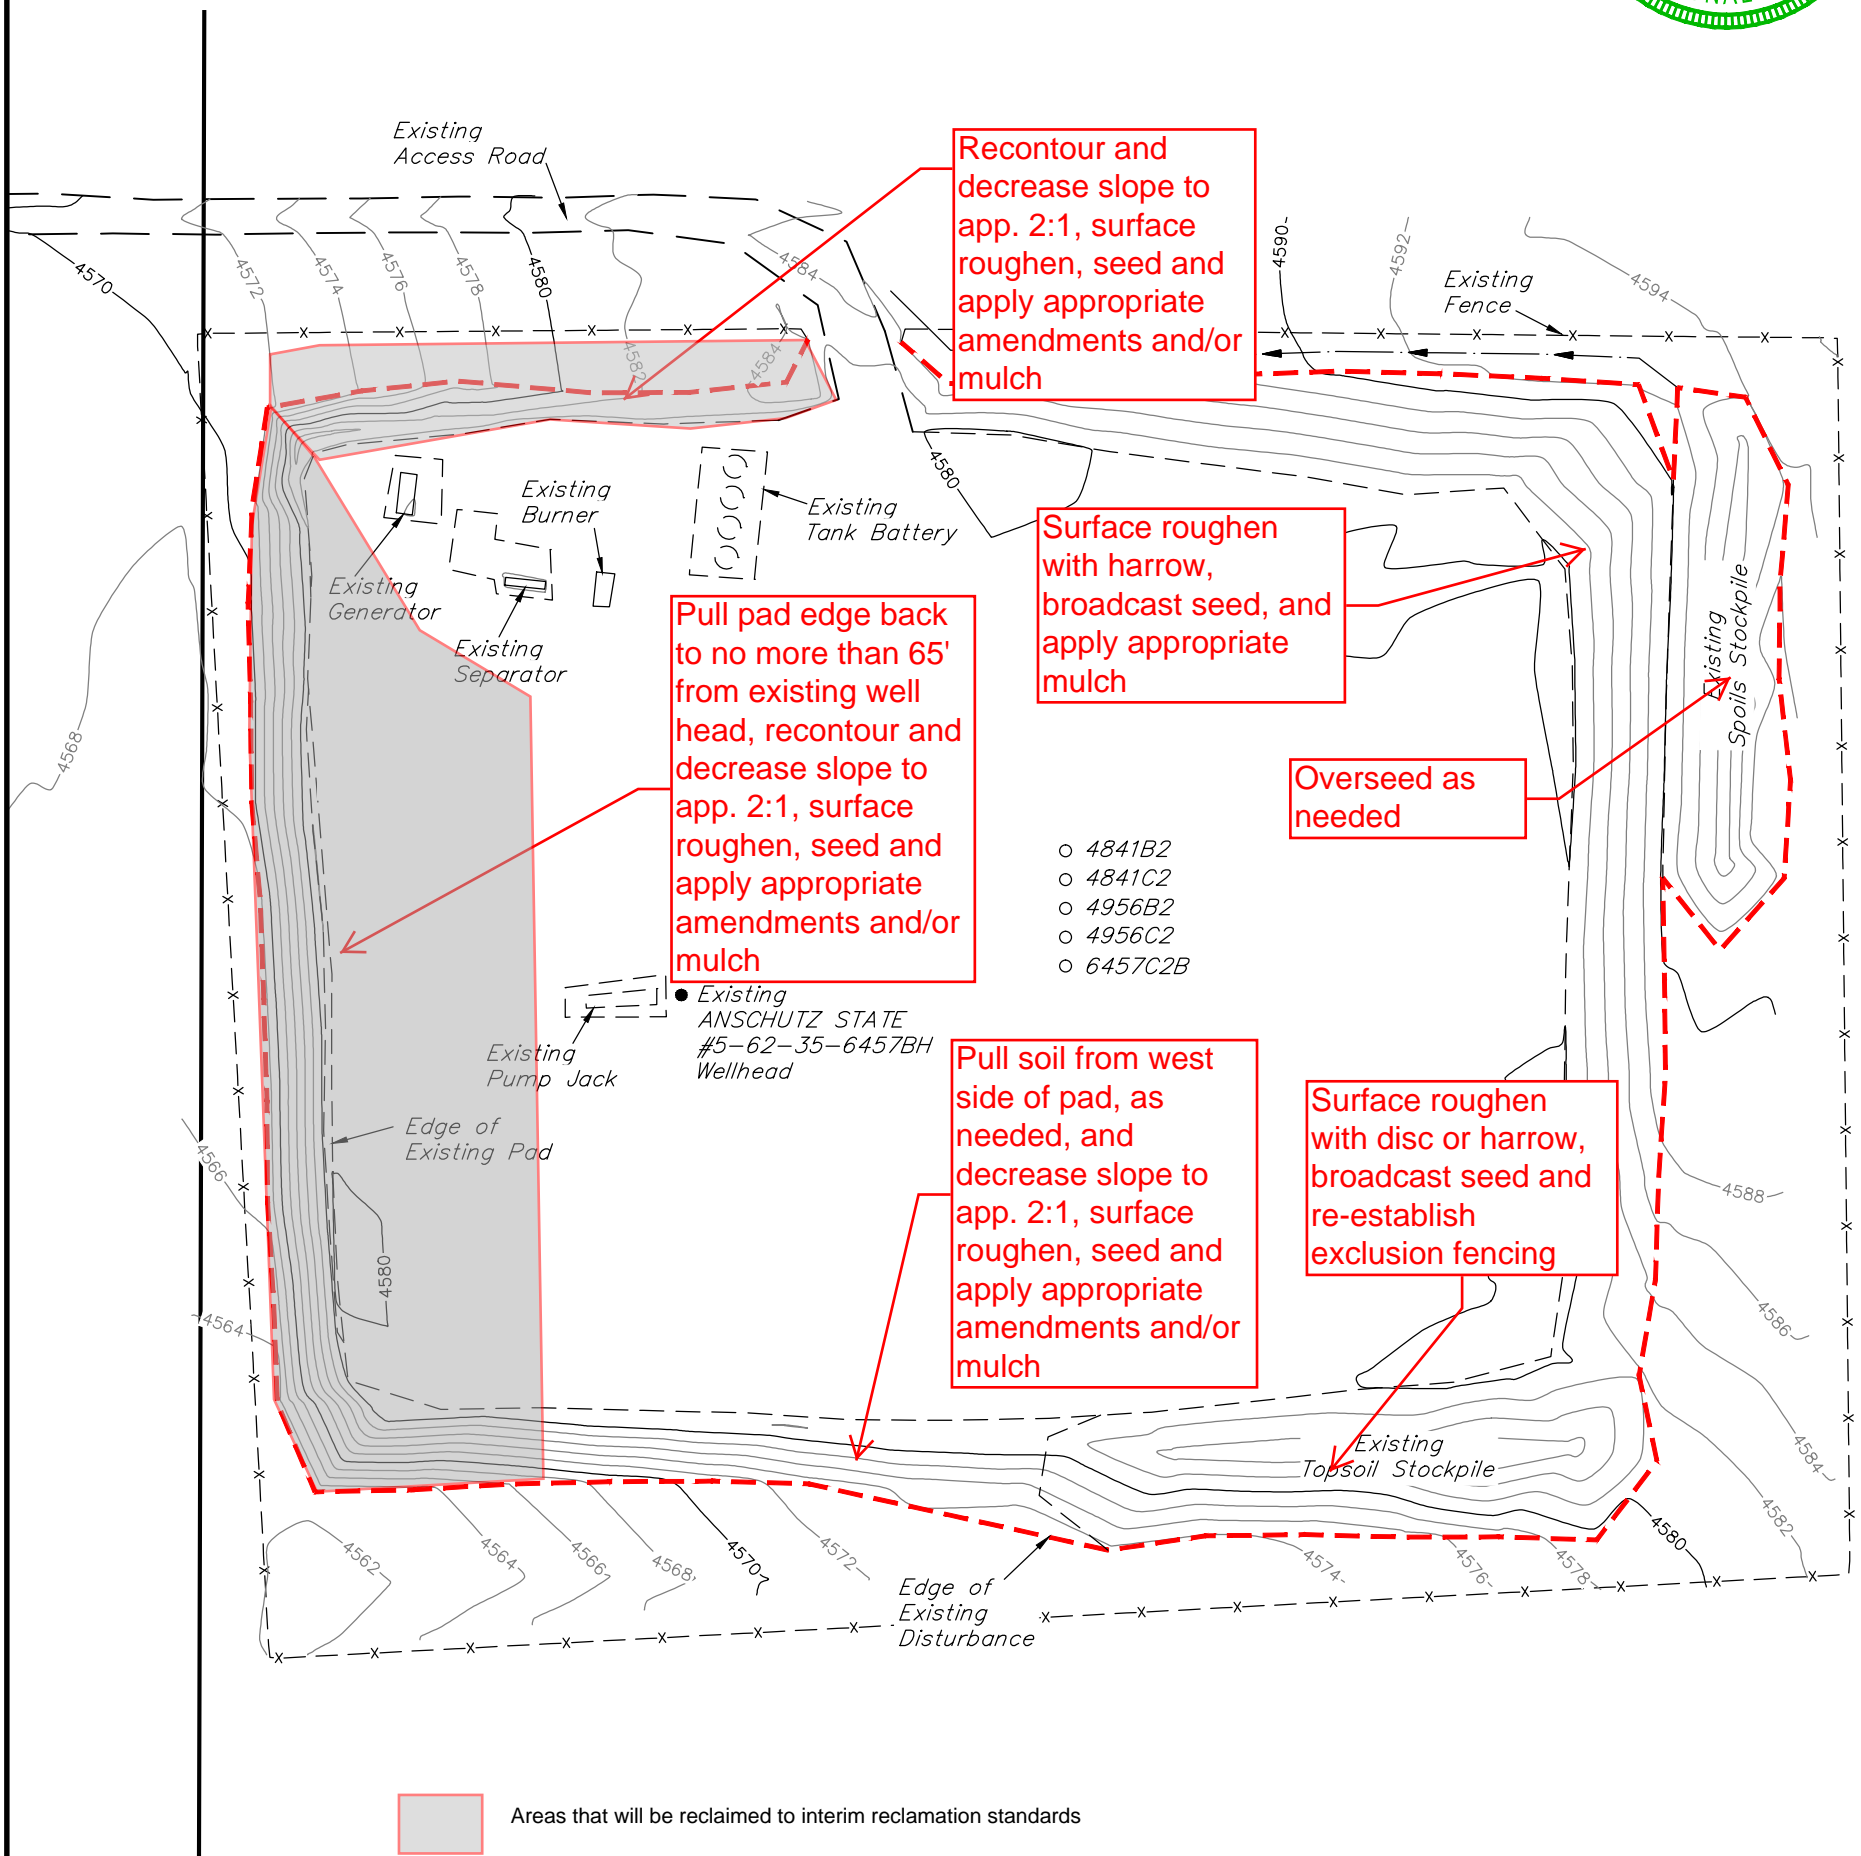 Existing
Access Road
Recontour and
decrease slope to
app. 2:1, surface
roughen, seed and
apply appropriate
amendments and/or
mulch
4570
4572
4574
4576
4578
4580
4582
4584
4584
4590
4592
4594
Existing
Fence
4580
Existing
Burner
Existing
Tank Battery
Existing
Generator
Existing
Separator
Surface roughen
with harrow,
broadcast seed, and
apply appropriate
mulch
Existing
Spoils Stockpile
Pull pad edge back
to no more than 65'
from existing well
head, recontour and
decrease slope to
app. 2:1, surface
roughen, seed and
apply appropriate
amendments and/or
mulch
Overseed as
needed
4568
4841B2
4841C2
4956B2
4956C2
6457C2B
Existing
ANSCHUTZ STATE
#5-62-35-6457BH
Wellhead
Existing
Pump Jack
Edge of
Existing Pad
Pull soil from west
side of pad, as
needed, and
decrease slope to
app. 2:1, surface
roughen, seed and
apply appropriate
amendments and/or
mulch
Surface roughen
with disc or harrow,
broadcast seed and
re-establish
exclusion fencing
4566
4564
4580
4588
4586
4584
4582
4580
Existing
Topsoil Stockpile
4562
4564
4566
4568
4570
4572
4574
4576
4578
Edge of
Existing
Disturbance
Areas that will be reclaimed to interim reclamation standards